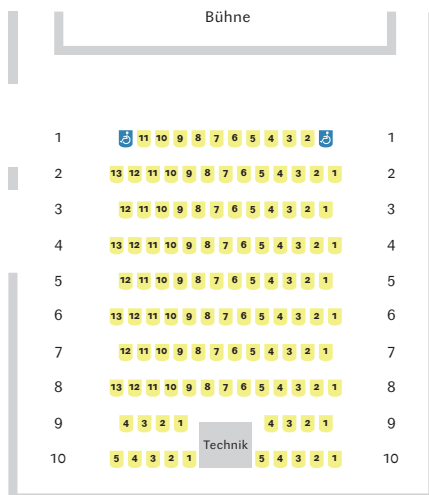 Bühne
1 11 10 9 8 7 6 5 4 3 2 1
2 13 12 11 10 9 8 7 6 5 4 3 2 1 2
3 12 11 10 9 8 7 6 5 4 3 2 1 3
4 13 12 11 10 9 8 7 6 5 4 3 2 1 4
5 12 11 10 9 8 7 6 5 4 3 2 1 5
6 13 12 11 10 9 8 7 6 5 4 3 2 1 6
7 12 11 10 9 8 7 6 5 4 3 2 1 7
8 13 12 11 10 9 8 7 6 5 4 3 2 1 8
9 4 3 2 1 4 3 2 1 9
Technik
10 5 4 3 2 1 5 4 3 2 1 10